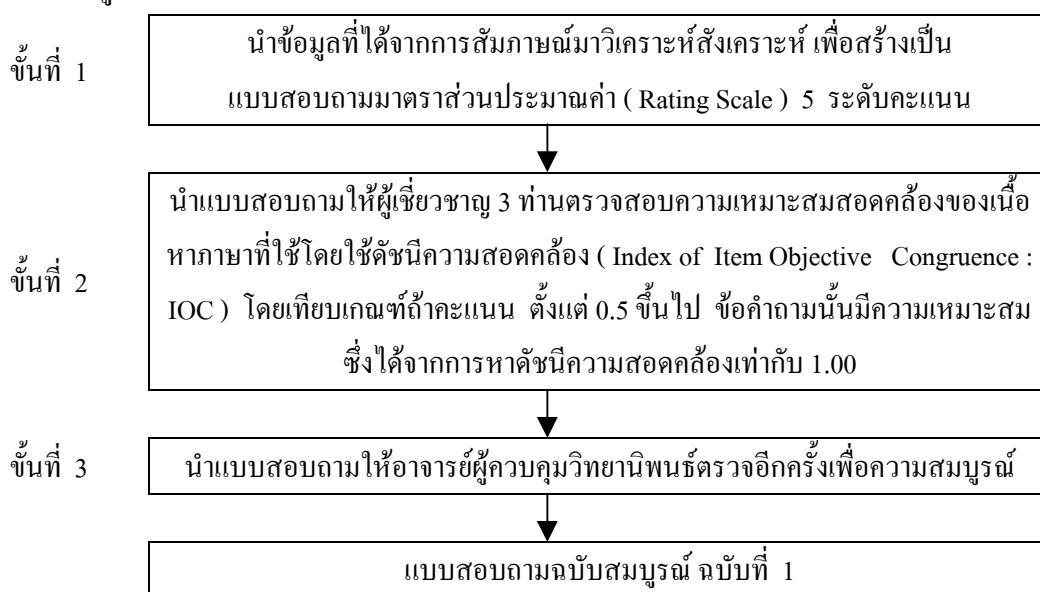 ขั้นที่ 1
นำข้อมูลที่ได้จากการสัมภาษณ์มาวิเคราะห์สังเคราะห์ เพื่อสร้างเป็น
แบบสอบถามมาตราส่วนประมาณค่า ( Rating Scale ) 5 ระดับคะแนน
ขั้นที่ 2
นำแบบสอบถามให้ผู้เชี่ยวชาญ 3 ท่านตรวจสอบความเหมาะสมสอดคล้องของเนื้อ
หาภาษาที่ใช้โดยใช้ดัชนีความสอดคล้อง ( Index of Item Objective Congruence :
IOC ) โดยเทียบเกณฑ์ถ้าคะแนน ตั้งแต่ 0.5 ขึ้นไป ข้อคำถามนั้นมีความเหมาะสม
ซึ่งได้จากการหาดัชนีความสอดคล้องเท่ากับ 1.00
ขั้นที่ 3
นำแบบสอบถามให้อาจารย์ผู้ควบคุมวิทยานิพนธ์ตรวจอีกครั้งเพื่อความสมบูรณ์
แบบสอบถามฉบับสมบูรณ์ ฉบับที่ 1